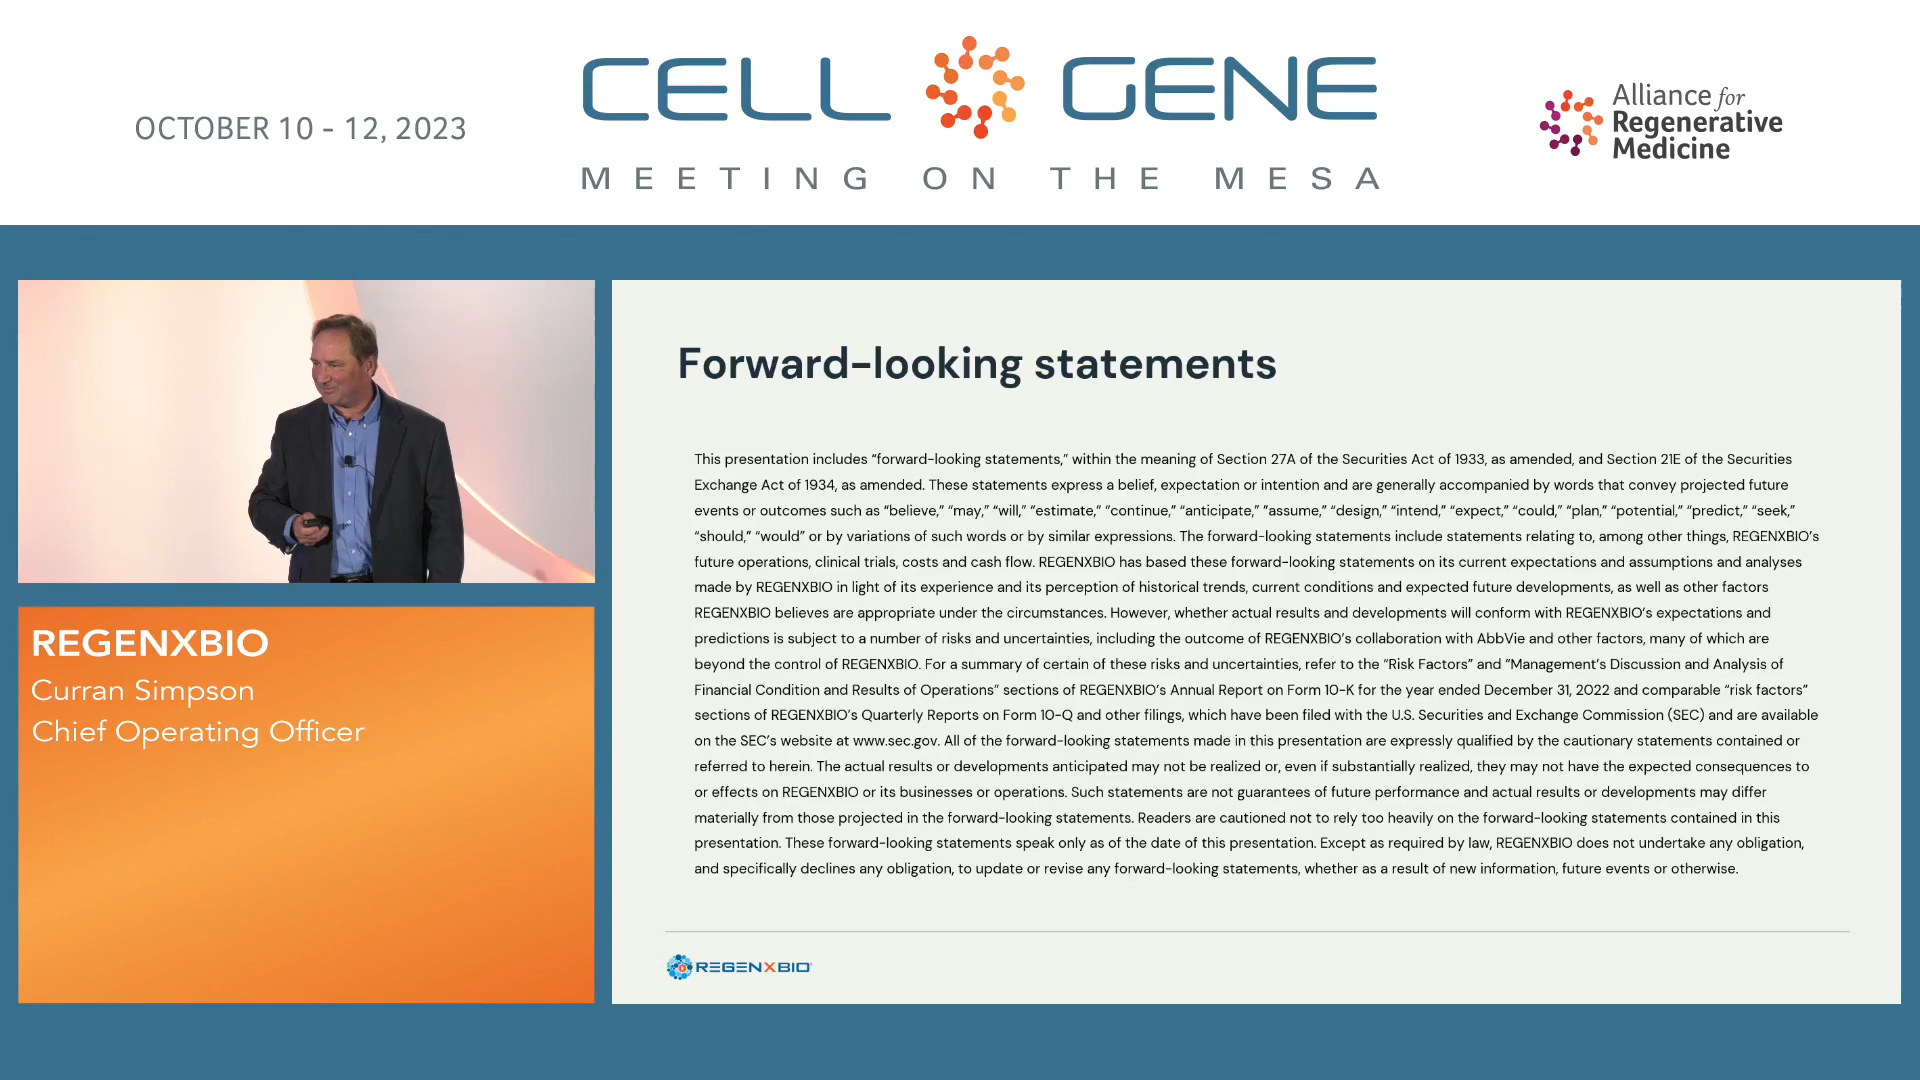 OCTOBER 10 - 12, 2023
CELL GENE
MEETING ON THE MESA
Alliance for
Regenerative
Medicine
REGENXBIO
Curran Simpson
Chief Operating Officer
Forward-looking statements
This presentation includes “forward-looking statements,” within the meaning of Section 27A of the Securities Act of 1933, as amended, and Section 21E of the Securities
Exchange Act of 1934, as amended. These statements express a belief, expectation or intention and are generally accompanied by words that convey projected future
events or outcomes such as “believe,” “may,” “will,” “estimate,” “continue,” “anticipate,” ”assume,” “design,” “intend,” “expect,” “could,” “plan,” “potential,” “predict,” “seek,”
“should,” “would” or by variations of such words or by similar expressions. The forward-looking statements include statements relating to, among other things, REGENXBIO’s
future operations, clinical trials, costs and cash flow. REGENXBIO has based these forward-looking statements on its current expectations and assumptions and analyses
made by REGENXBIO in light of its experience and its perception of historical trends, current conditions and expected future developments, as well as other factors
REGENXBIO believes are appropriate under the circumstances. However, whether actual results and developments will conform with REGENXBIO’s expectations and
predictions is subject to a number of risks and uncertainties, including the outcome of REGENXBIO’s collaboration with AbbVie and other factors, many of which are
beyond the control of REGENXBIO. For a summary of certain of these risks and uncertainties, refer to the “Risk Factors” and “Management’s Discussion and Analysis of
Financial Condition and Results of Operations” sections of REGENXBIO’s Annual Report on Form 10-K for the year ended December 31, 2022 and comparable “risk factors”
sections of REGENXBIO’s Quarterly Reports on Form 10-Q and other filings, which have been filed with the U.S. Securities and Exchange Commission (SEC) and are available
on the SEC’s website at www.sec.gov. All of the forward-looking statements made in this presentation are expressly qualified by the cautionary statements contained or
referred to herein. The actual results or developments anticipated may not be realized or, even if substantially realized, they may not have the expected consequences to
or effects on REGENXBIO or its businesses or operations. Such statements are not guarantees of future performance and actual results or developments may differ
materially from those projected in the forward-looking statements. Readers are cautioned not to rely too heavily on the forward-looking statements contained in this
presentation. These forward-looking statements speak only as of the date of this presentation. Except as required by law, REGENXBIO does not undertake any obligation,
and specifically declines any obligation, to update or revise any forward-looking statements, whether as a result of new information, future events or otherwise.
REGENXBIO